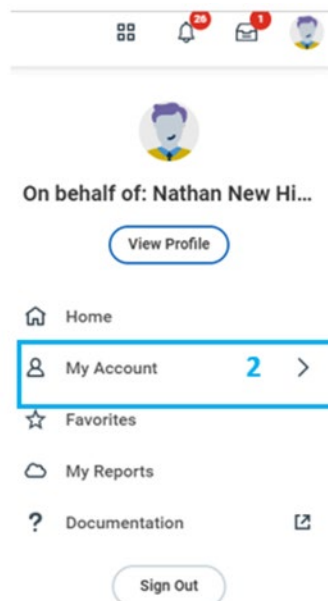 26 1
On behalf of: Nathan New Hi...
View Profile
Home
My Account 2
Favorites
My Reports
? Documentation
Sign Out